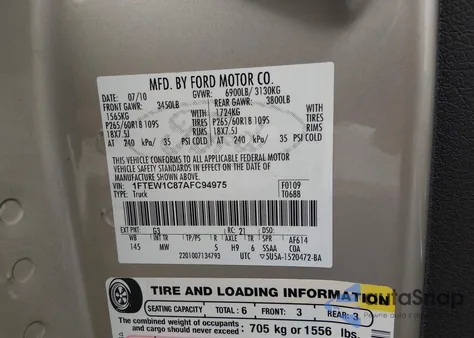 MFD. BY FORD MOTOR CO.
07/10 GVWR: 6900LB/ 3130KG
FRONT GAWR: 3450LB REAR GAWR: 3800LB
1565KG 1724KG
P265/60R18 109S TIRES P265/60R18 109S TIRES
18X7.5J RIMS 18X7.5J RIMS
AT 240 kPa/ 35 PSI COLD AT 240 kPa/ 35 PSI COLD
THIS VEHICLE CONFORMS TO ALL APPLICABLE FEDERAL MOTOR
VEHICLE SAFETY AND THEFT PREVENTION STANDARDS IN EFFECT ON THE DATE OF
MANUFACTURE SHOWN ABOVE.
VIN: 1FTEW1C87AFC94975 F0109
TYPE: Truck T0688
EXT PNT: G3 RC: 21 DSO:
WB INT TR TP/PS R AXLE TR SPR AF614
145 MW 5 H9 6 SSAA C0
2201007134793 UTC 5U5A-1520472-BA
TIRE AND LOADING INFORMATION
SEATING CAPACITY TOTAL: 6 FRONT: 3 REAR: 3
The combined weight of occupants
and cargo should never exceed: 705 kg or 1556 lbs.